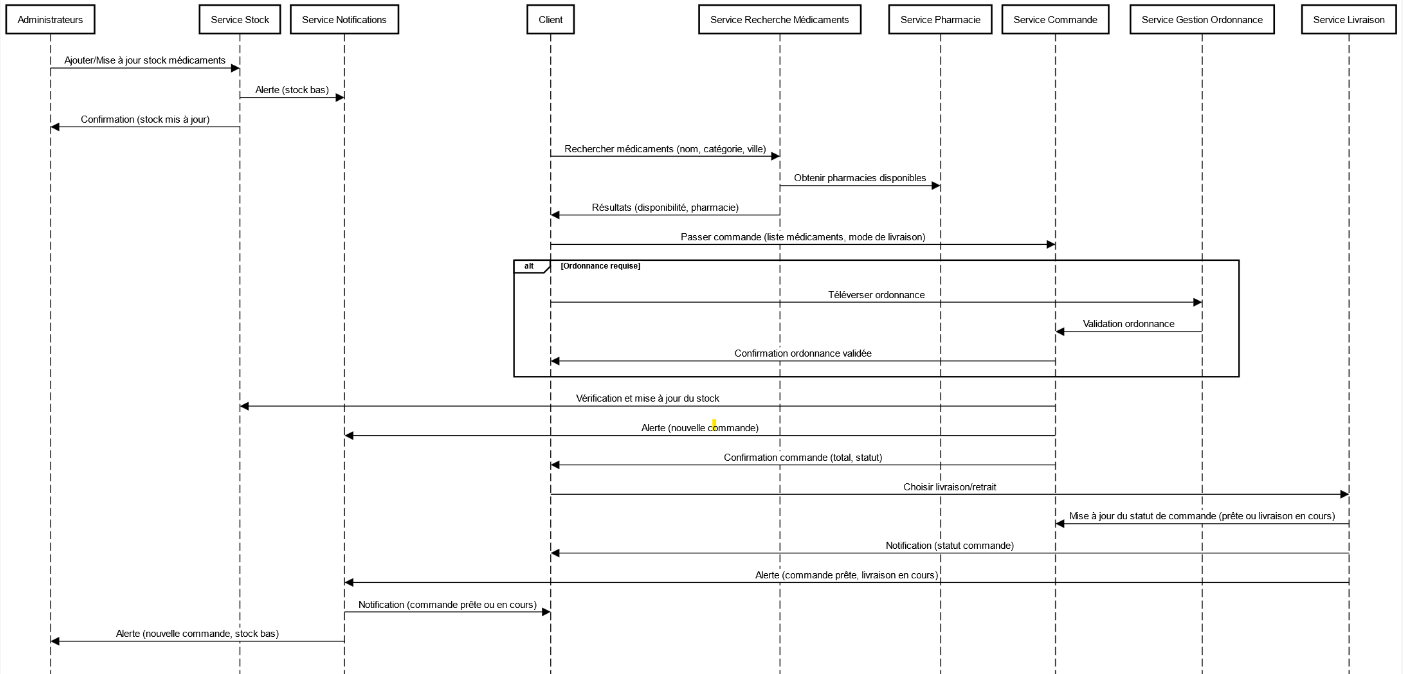 Administrateurs
Service Stock
Service Notifications
Client
Service Recherche Médicaments
Service Pharmacie
Service Commande
Service Gestion Ordonnance
Service Livraison
Ajouter/Mise à jour stock médicaments
Alerte (stock bas)
Confirmation (stock mis à jour)
Rechercher médicaments (nom, catégorie, ville)
Obtenir pharmacies disponibles
Résultats (disponibilité, pharmacie)
Passer commande (liste médicaments, mode de livraison)
alt
[Ordonnance requise]
Téléverser ordonnance
Validation ordonnance
Confirmation ordonnance validée
Vérification et mise à jour du stock
Alerte (nouvelle commande)
Confirmation commande (total, statut)
Choisir livraison/retrait
Mise à jour du statut de commande (prête ou livraison en cours)
Notification (statut commande)
Alerte (commande prête, livraison en cours)
Notification (commande prête ou en cours)
Alerte (nouvelle commande, stock bas)